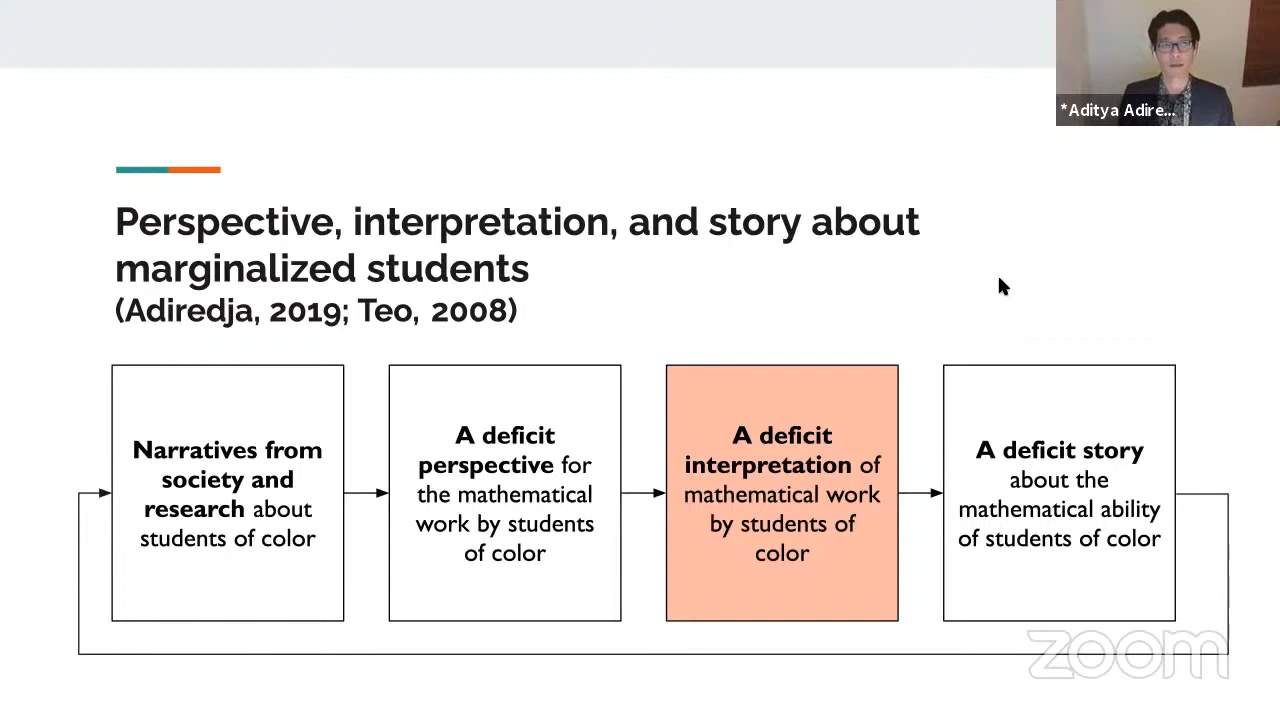 *Aditya Adire...
Perspective, interpretation, and story about
marginalized students
(Adiredja, 2019; Teo, 2008)
Narratives from
society and
research about
students of color
A deficit
perspective for
the mathematical
work by students
of color
A deficit
interpretation of
mathematical work
by students of
color
A deficit story
about the
mathematical ability
of students of color
zoom